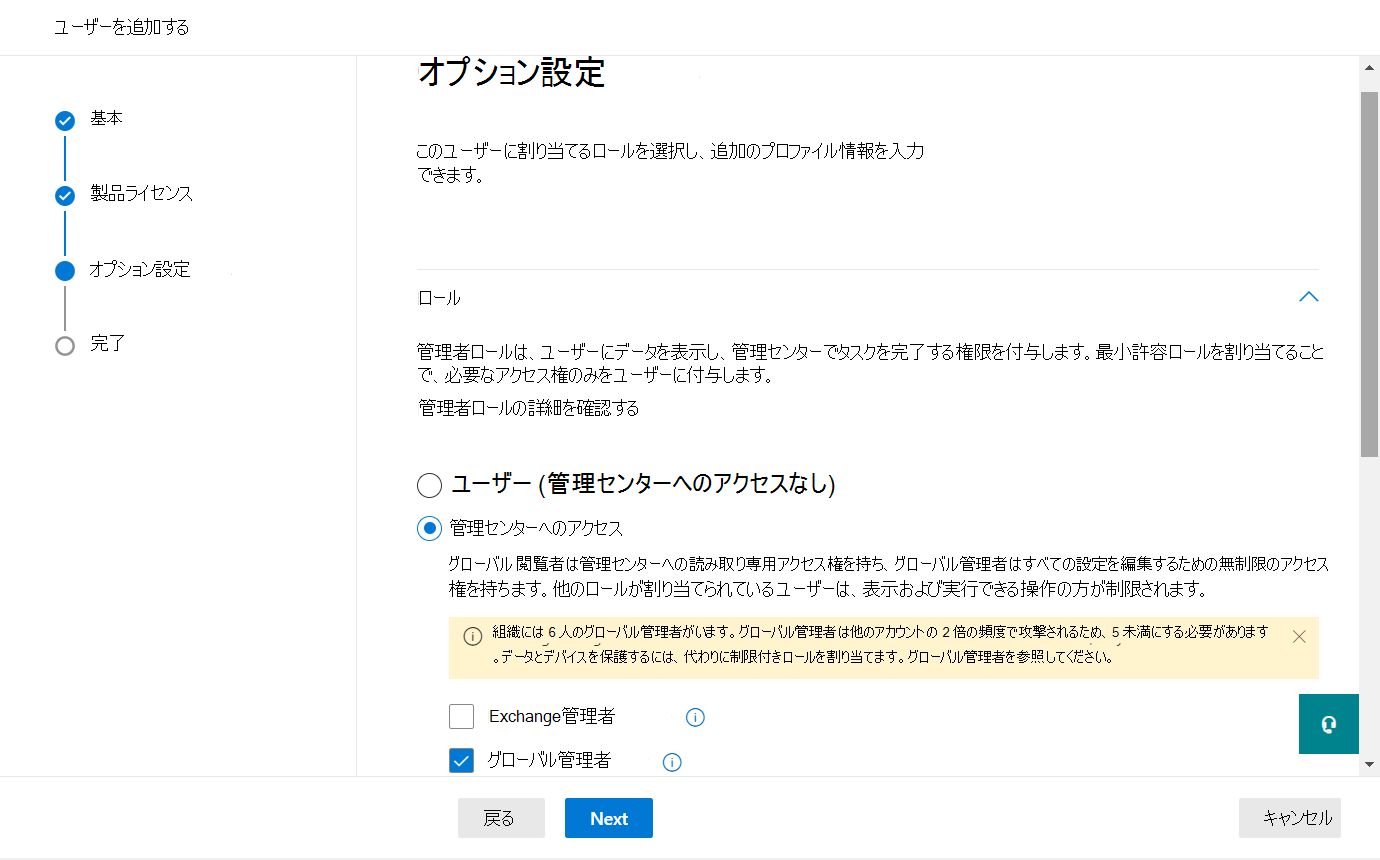 ユーザーを追加する
基本
製品ライセンス
オプション設定
完了
オプション設定
このユーザーに割り当てるロールを選択し、追加のプロファイル情報を入力
できます。
ロール
管理者ロールは、ユーザーにデータを表示し、管理センターでタスクを完了する権限を付与します。最小許容ロールを割り当てること
で、必要なアクセス権のみをユーザーに付与します。
管理者ロールの詳細を確認する
ユーザー (管理センターへのアクセスなし)
管理センターへのアクセス
グローバル閲覧者は管理センターへの読み取り専用アクセス権を持ち、グローバル管理者はすべての設定を編集するための無制限のアクセス
権を持ちます。他のロールが割り当てられているユーザーは、表示および実行できる操作の方が制限されます。
組織には 6 人のグローバル管理者がいます。グローバル管理者は他のアカウントの 2 倍の頻度で攻撃されるため、5 未満にする必要があります
。データとデバイスを保護するには、代わりに制限付きロールを割り当てます。グローバル管理者を参照してください。
Exchange管理者
グローバル管理者
戻る
Next
キャンセル